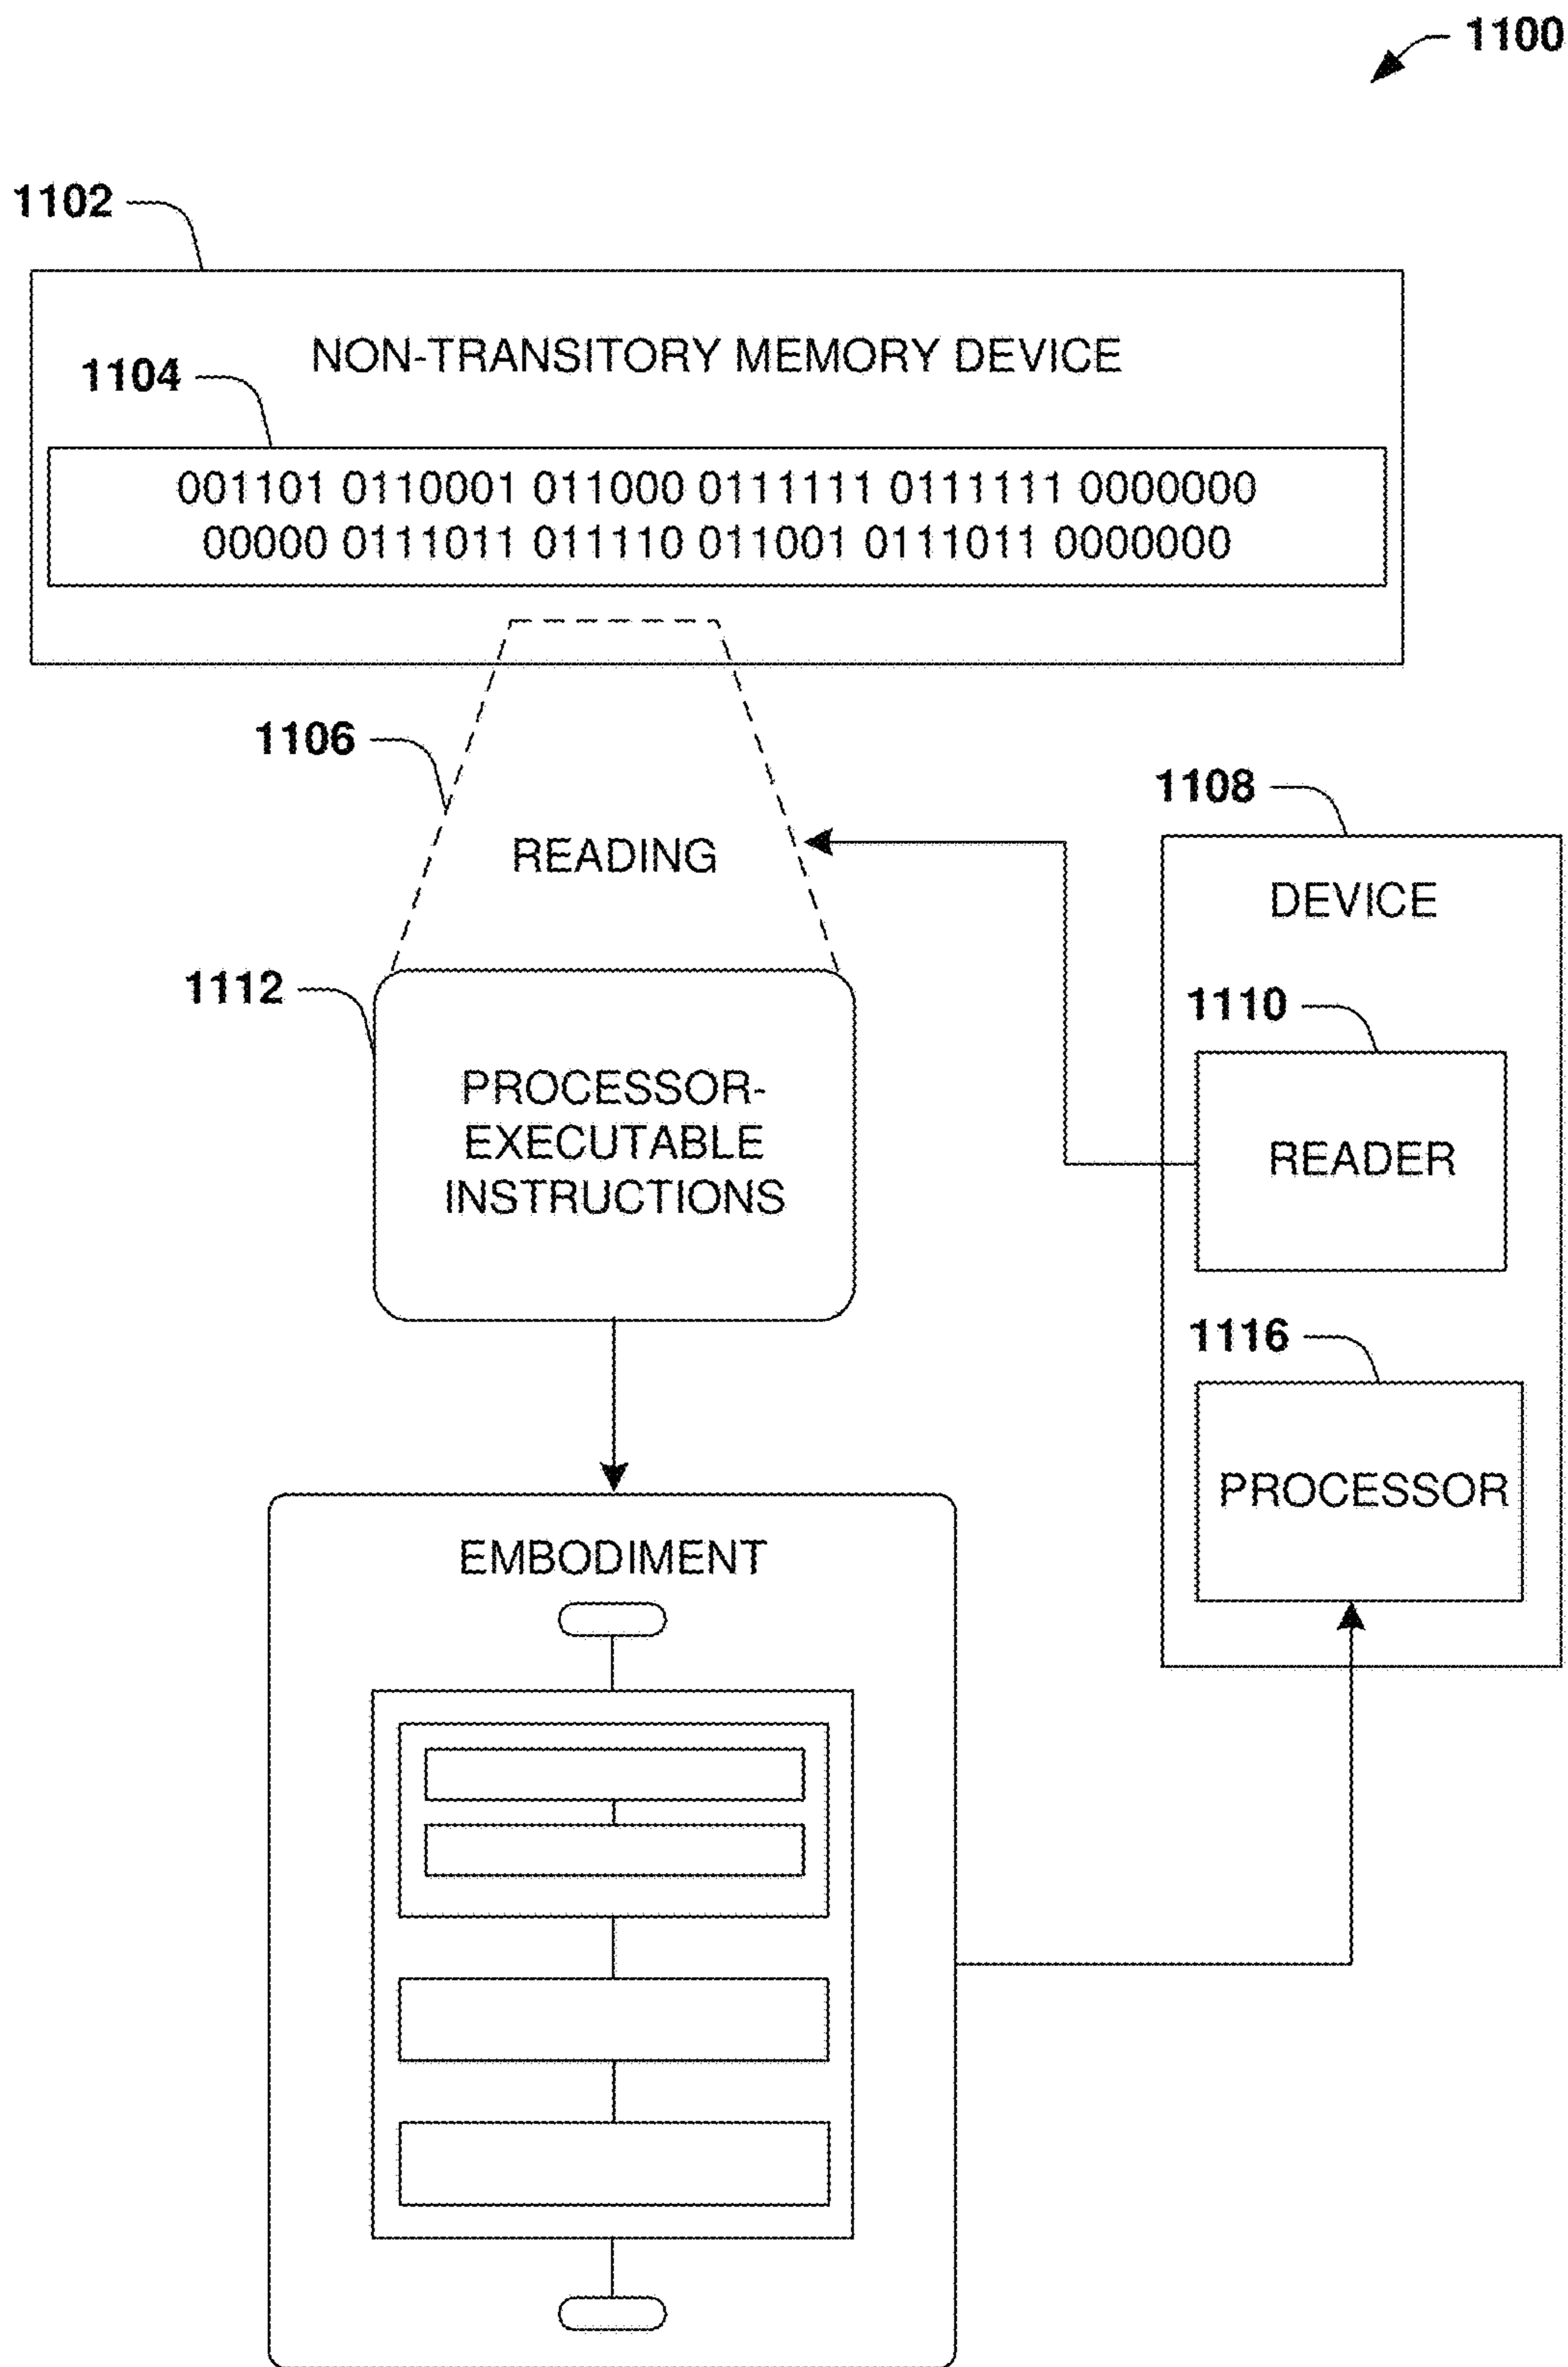 1100
1102
NON-TRANSITORY MEMORY DEVICE
1104
001101 0110001 011000 0111111 0111111 0000000
00000 0111011 011110 011001 0111011 0000000
1106
READING
1108
DEVICE
1112
PROCESSOR-
EXECUTABLE
INSTRUCTIONS
1110
READER
1116
PROCESSOR
EMBODIMENT